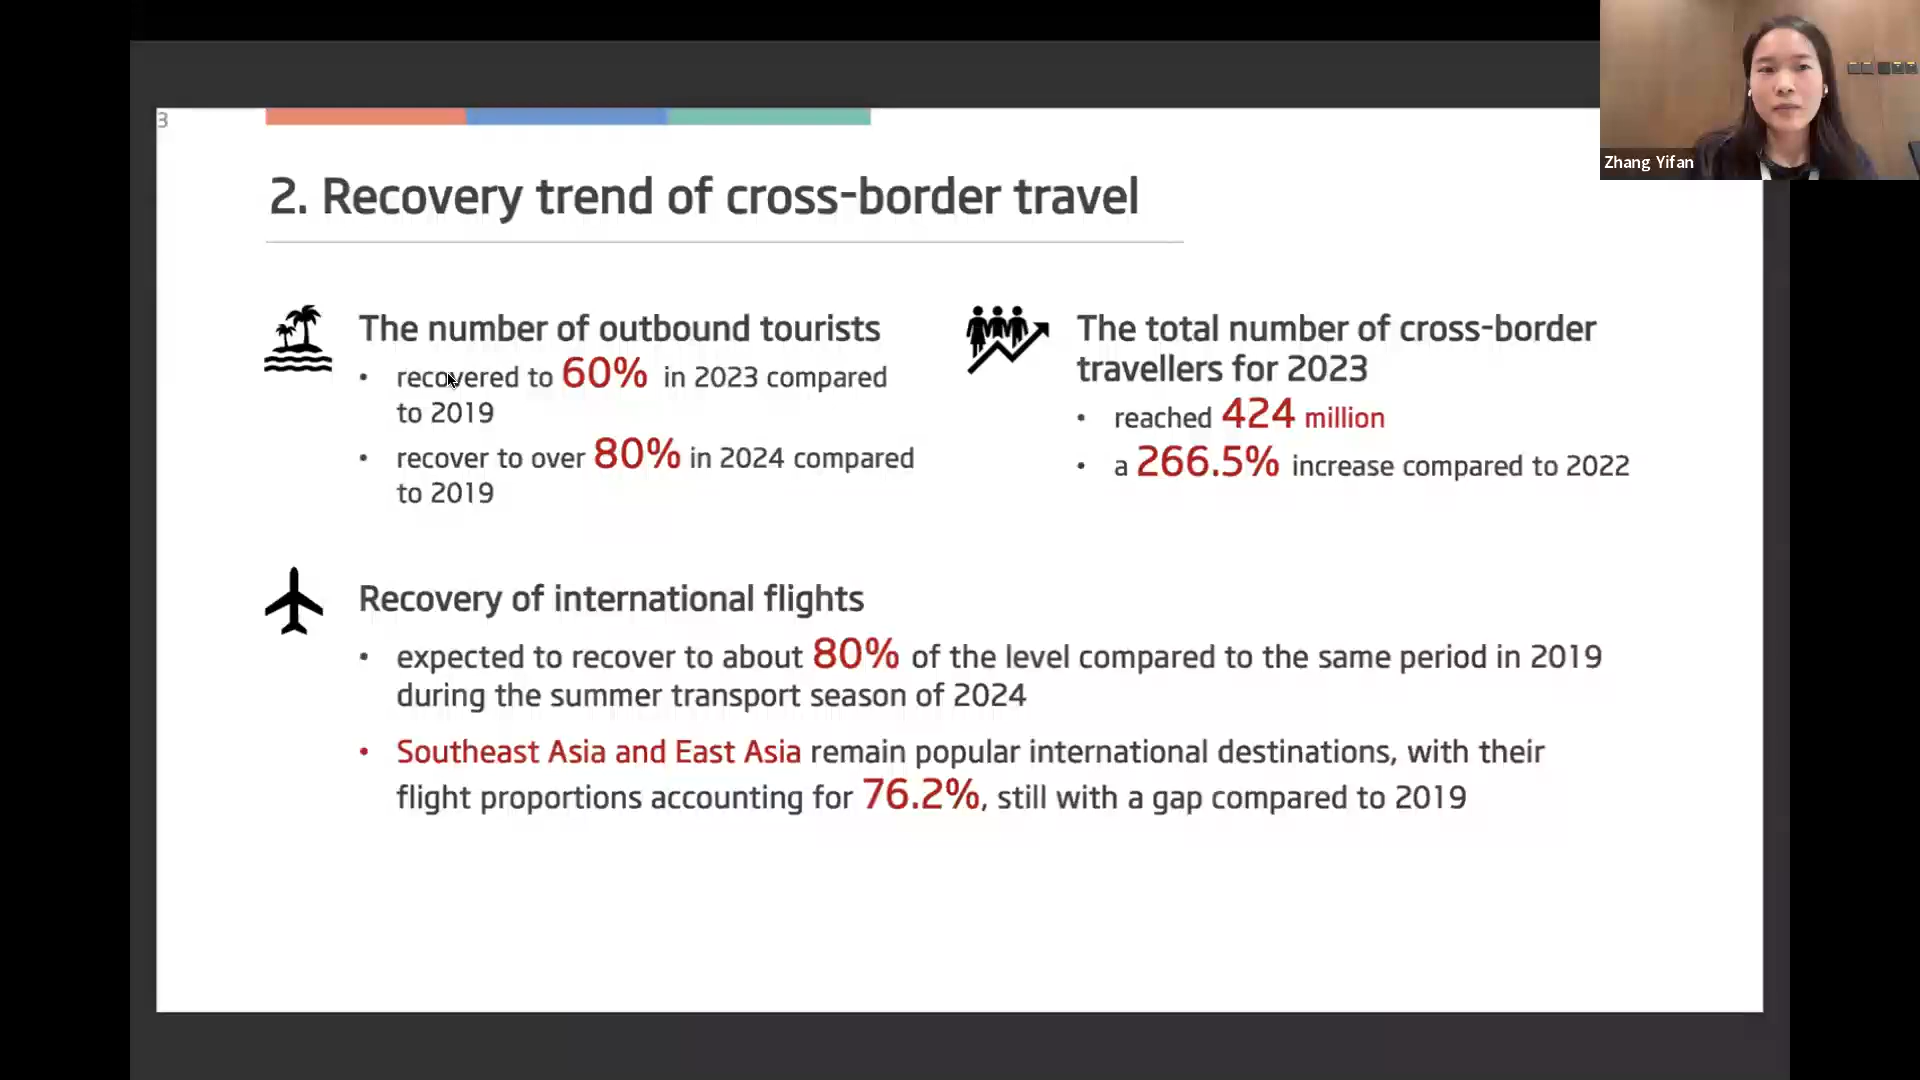 3
2. Recovery trend of cross-border travel
The number of outbound tourists
• recovered to 60% in 2023 compared
to 2019
• recover to over 80% in 2024 compared
to 2019
The total number of cross-border
travellers for 2023
• reached 424 million
• a 266.5% increase compared to 2022
Recovery of international flights
• expected to recover to about 80% of the level compared to the same period in 2019
during the summer transport season of 2024
• Southeast Asia and East Asia remain popular international destinations, with their
flight proportions accounting for 76.2%, still with a gap compared to 2019
Zhang Yifan